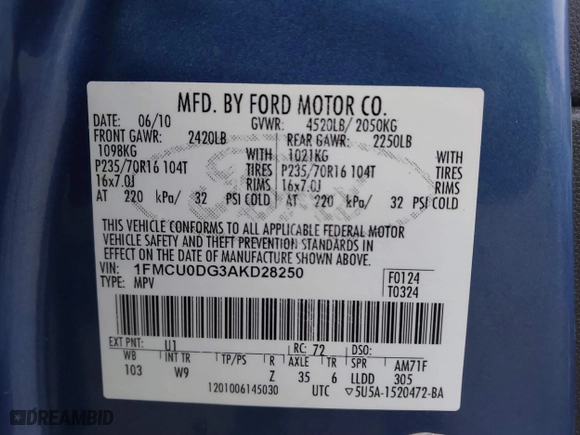 MFD. BY FORD MOTOR CO.
DATE: 06/10 GVWR: 4520LB/ 2050KG
FRONT GAWR: 2420LB REAR GAWR: 2250LB
1098KG WITH 1021KG WITH
P235/70R16 104T TIRES P235/70R16 104T TIRES
16x7.0J RIMS 16x7.0J RIMS
AT 220 kPa/ 32 PSI COLD AT 220 kPa/ 32 PSI COLD
THIS VEHICLE CONFORMS TO ALL APPLICABLE FEDERAL MOTOR
VEHICLE SAFETY AND THEFT PREVENTION STANDARDS IN
EFFECT ON THE DATE OF MANUFACTURE SHOWN ABOVE.
VIN: 1FMCU0DG3AKD28250 F0124
TYPE: MPV T0324
EXT PNT: U1 RC: 72 DSO:
WB INT TR TP/PS R AXLE TR SPR AM71F
103 W9 Z 35 6 LLDD 305
1201006145030 UTC ▽5U5A-1520472-BA
DREAMBID